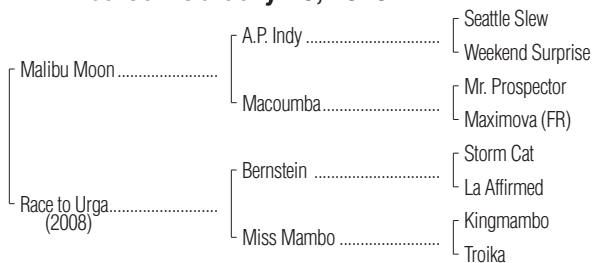 Seattle Slew
A.P. Indy
Weekend Surprise
Malibu Moon
Mr. Prospector
Macoumba
Maximova (FR)
Storm Cat
Bernstein
La Affirmed
Race to Urga
(2008)
Kingmambo
Miss Mambo
Troika